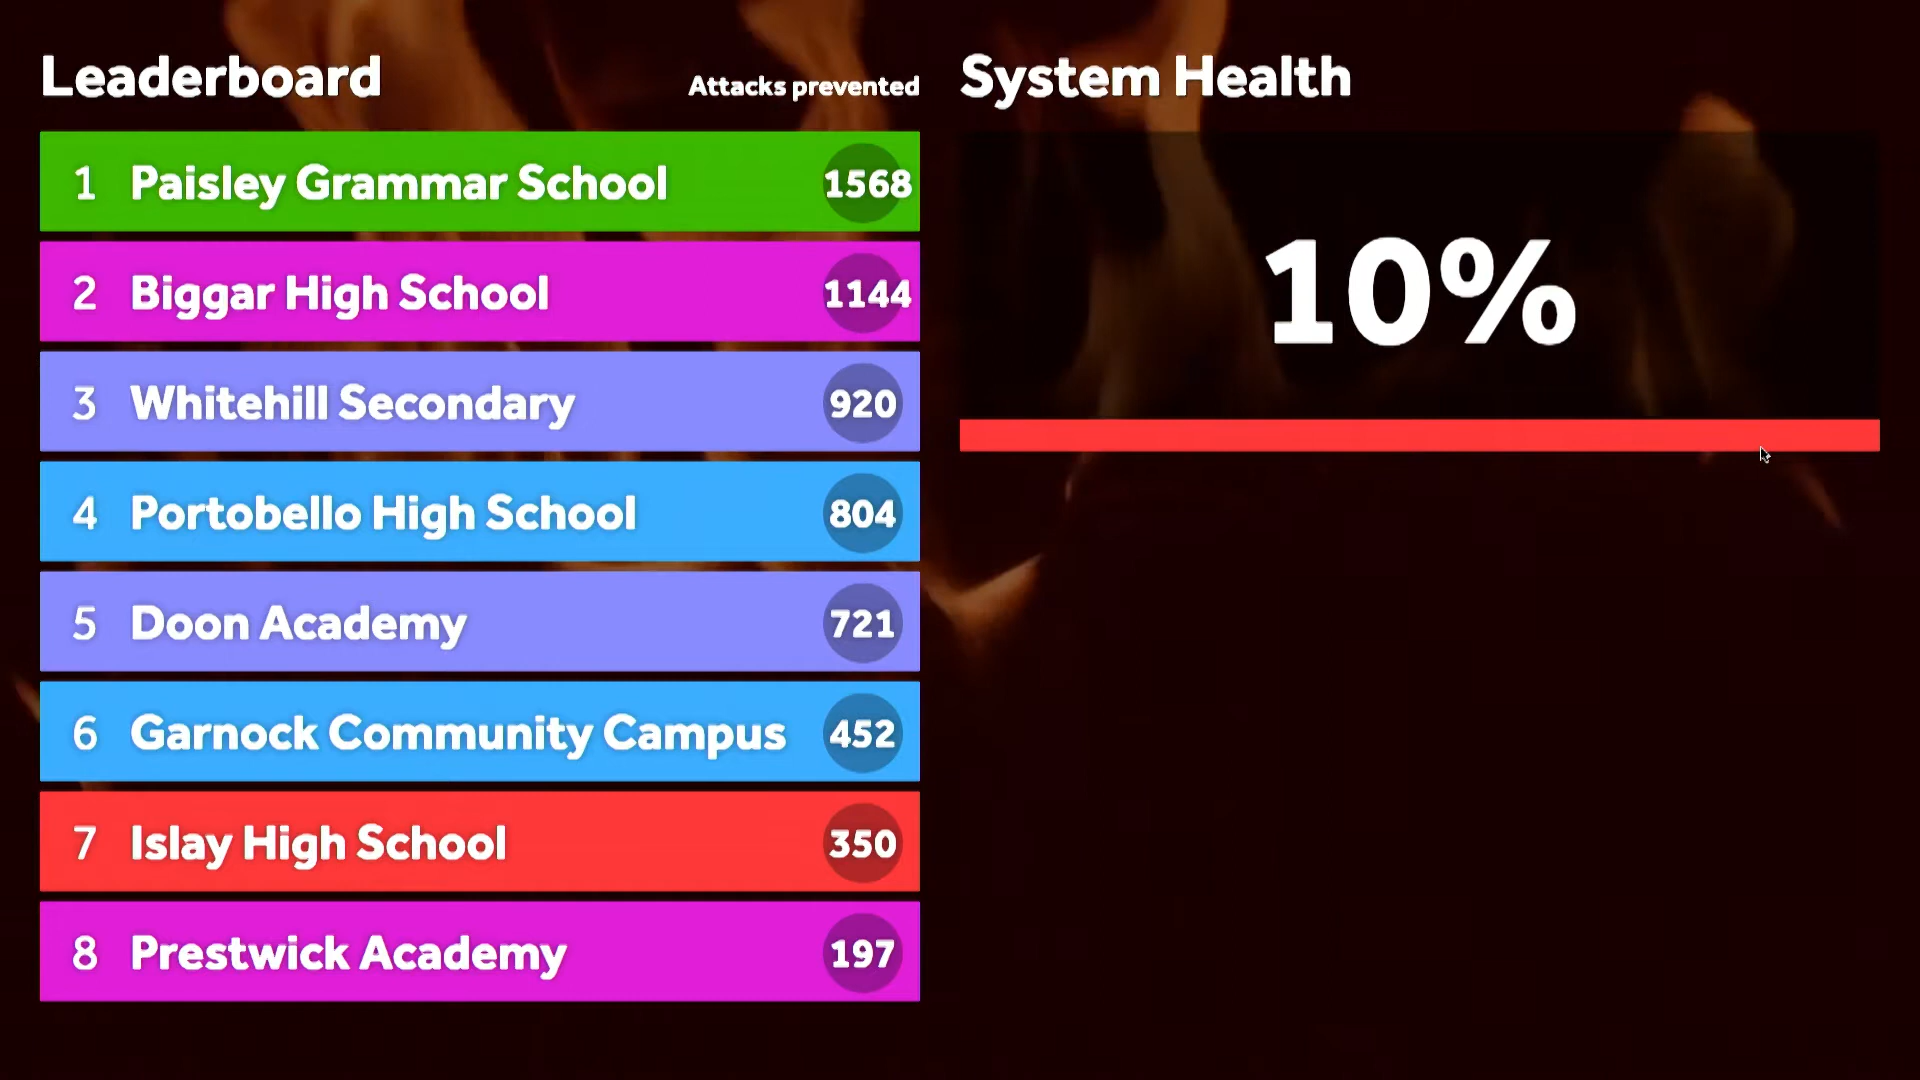 Leaderboard
Attacks prevented
1 Paisley Grammar School 1568
2 Biggar High School 1144
3 Whitehill Secondary 920
4 Portobello High School 804
5 Doon Academy 721
6 Garnock Community Campus 452
7 Islay High School 350
8 Prestwick Academy 197
System Health
10%